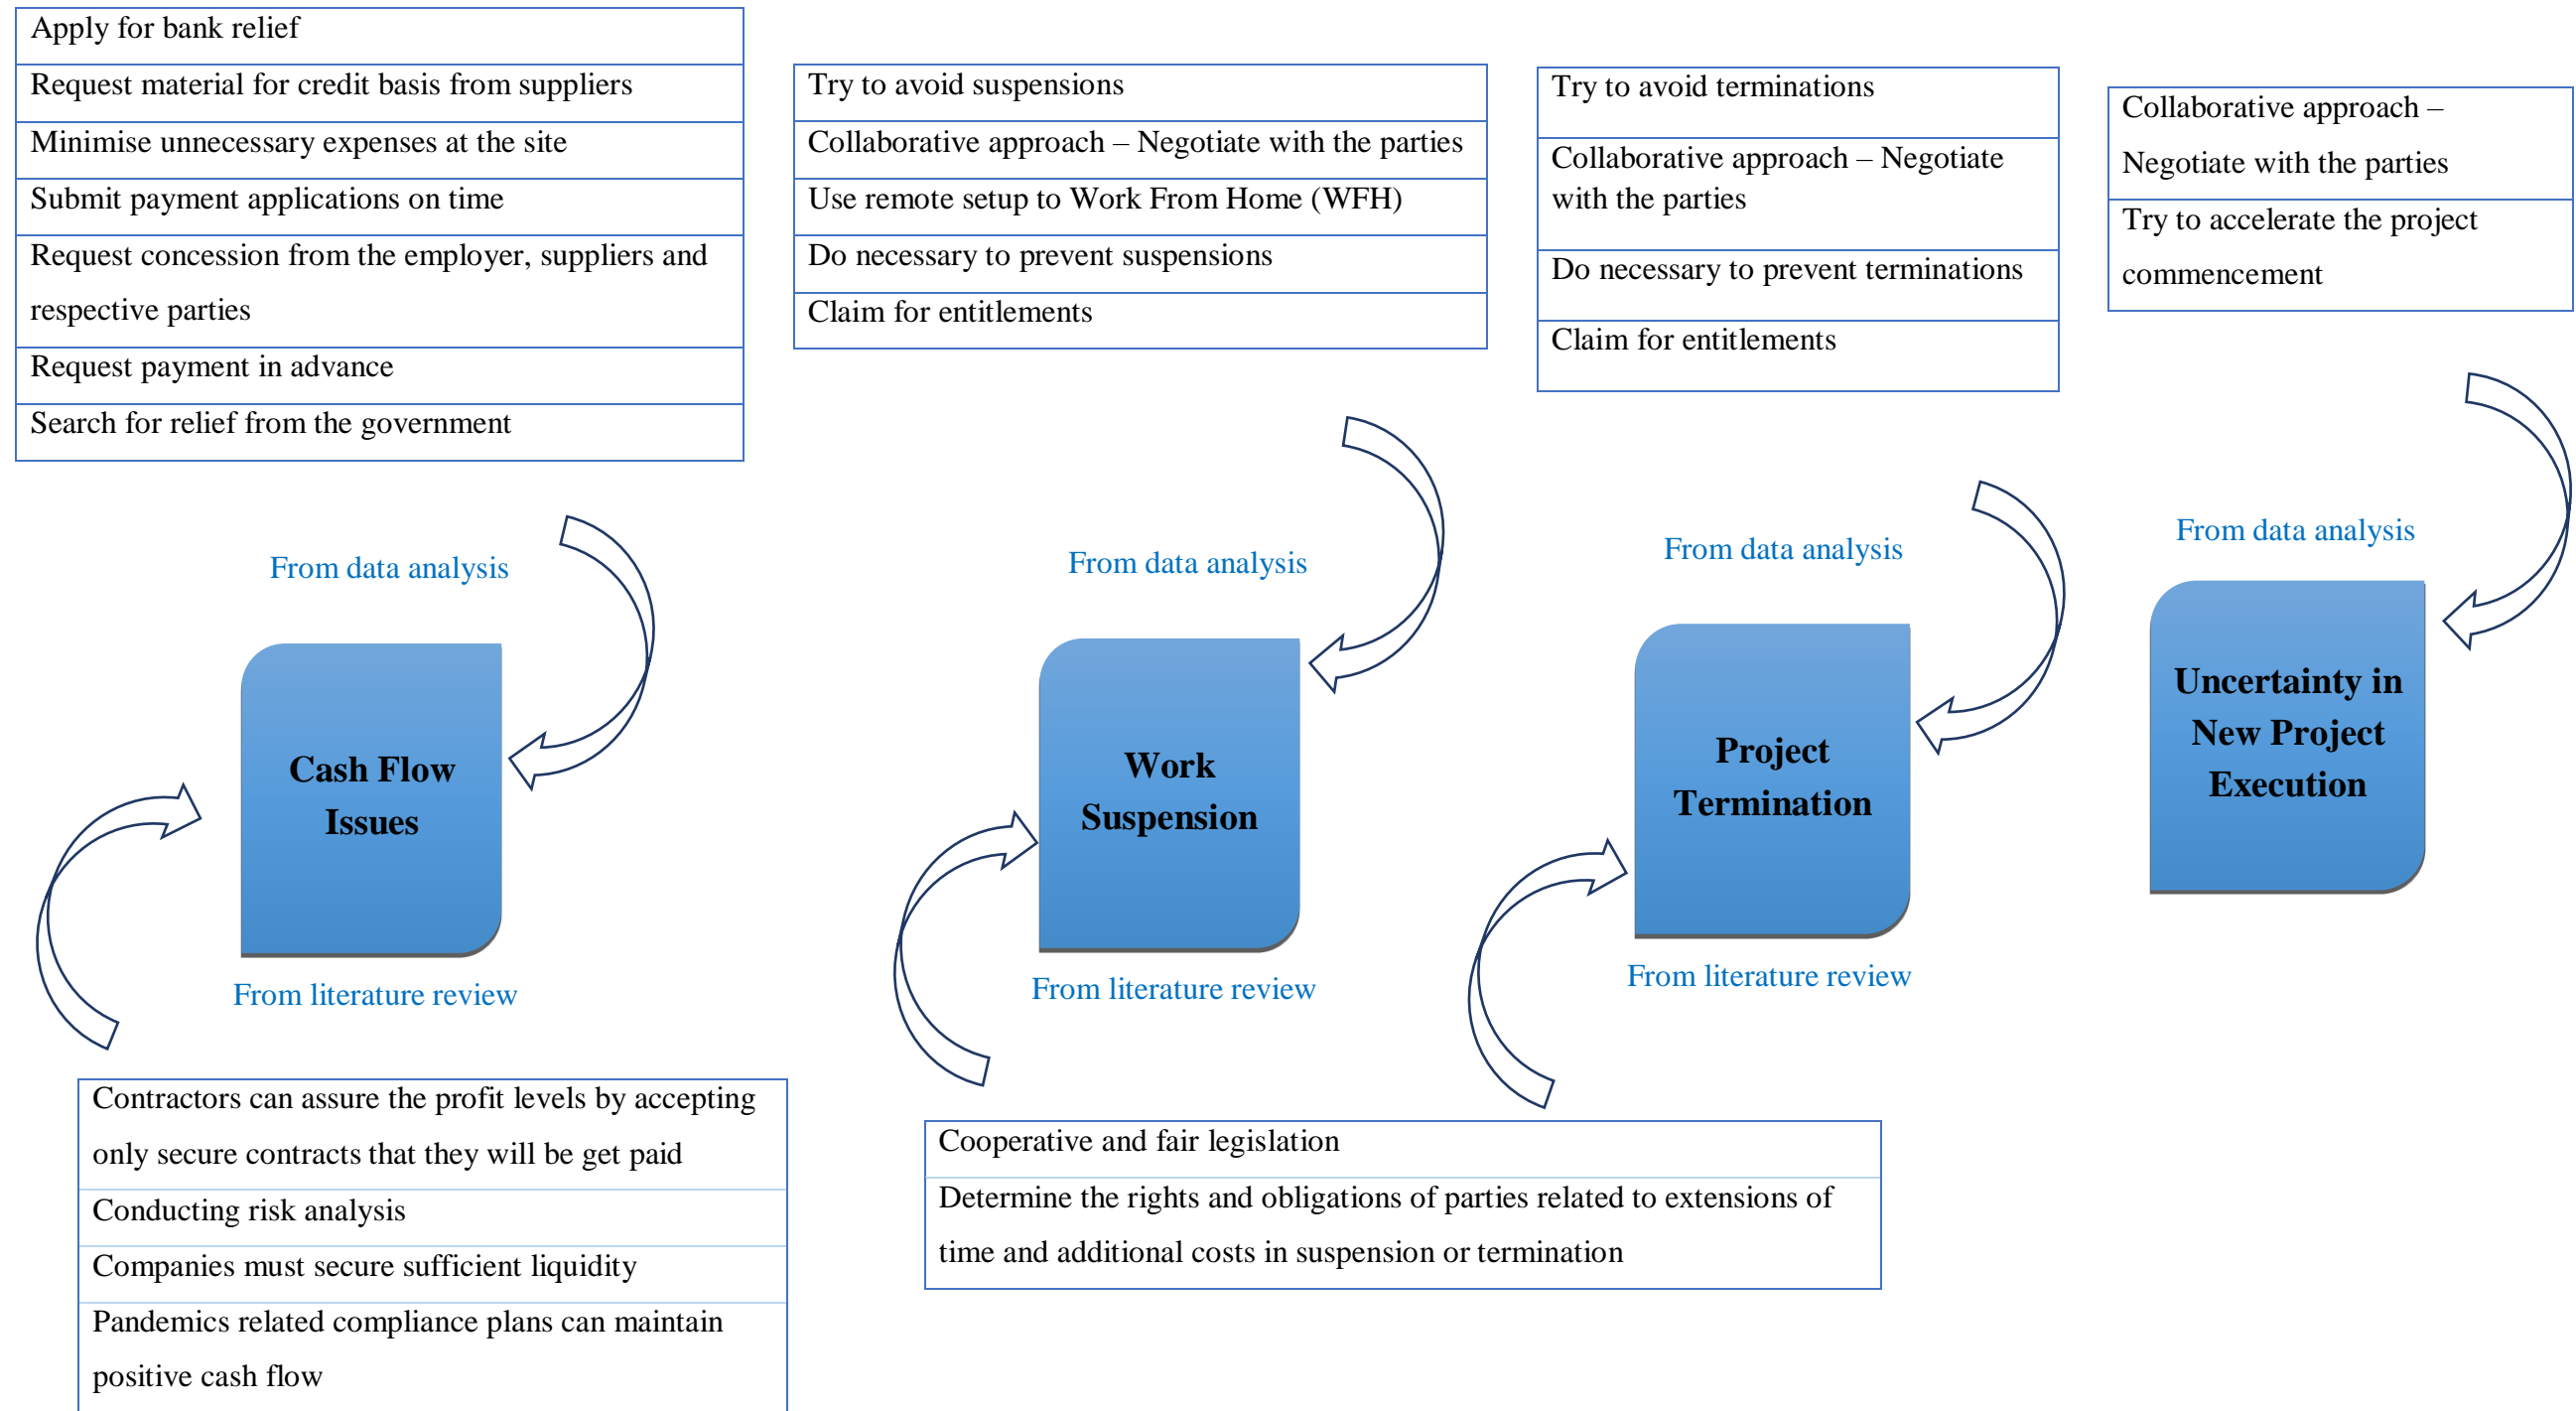 Apply for bank relief
Request material for credit basis from suppliers
Minimise unnecessary expenses at the site
Submit payment applications on time
Request concession from the employer, suppliers and
respective parties
Request payment in advance
Search for relief from the government
Try to avoid suspensions
Collaborative approach – Negotiate with the parties
Use remote setup to Work From Home (WFH)
Do necessary to prevent suspensions
Claim for entitlements
Try to avoid terminations
Collaborative approach – Negotiate
with the parties
Do necessary to prevent terminations
Claim for entitlements
Collaborative approach –
Negotiate with the parties
Try to accelerate the project
commencement
From data analysis
From data analysis
From data analysis
From data analysis
Cash Flow
Issues
Work
Suspension
Project
Termination
Uncertainty in
New Project
Execution
From literature review
From literature review
From literature review
Contractors can assure the profit levels by accepting
only secure contracts that they will be get paid
Conducting risk analysis
Companies must secure sufficient liquidity
Pandemics related compliance plans can maintain
positive cash flow
Cooperative and fair legislation
Determine the rights and obligations of parties related to extensions of
time and additional costs in suspension or termination